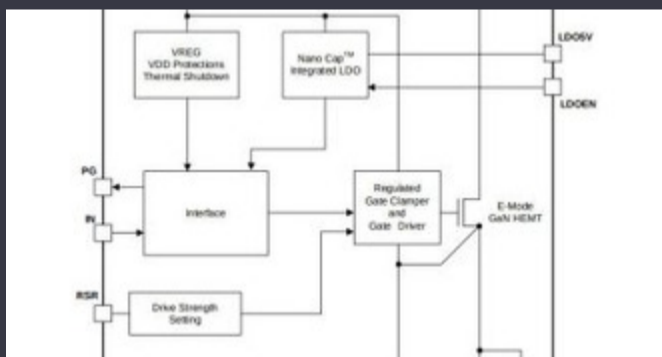 VREG
VDD Protections
Thermal Shutdown
Nano Cap™
Integrated LDO
LDO5V
LDOEN
PG
IN
Interface
Regulated
Gate Clamper
and
Gate Driver
E-Mode
GaN HEMT
RSR
Drive Strength
Setting